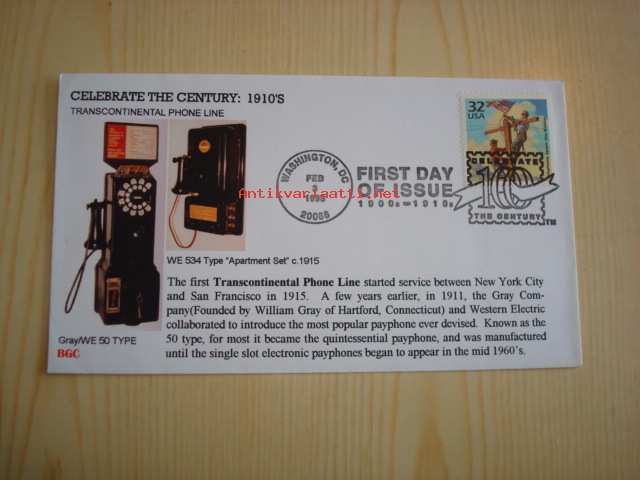 CELEBRATE THE CENTURY: 1910'S
TRANSCONTINENTAL PHONE LINE
32
USA
CELEBRATE
100
THE CENTURY
TM
WASHINGTON, DC
FEB
3
1998
20066
FIRST DAY
OF ISSUE
1900s-1910s
Antikvariaatti.net
WE 534 Type "Apartment Set" c.1915
Gray/WE 50 TYPE
BGC
The first Transcontinental Phone Line started service between New York City
and San Francisco in 1915. A few years earlier, in 1911, the Gray Com-
pany(Founded by William Gray of Hartford, Connecticut) and Western Electric
collaborated to introduce the most popular payphone ever devised. Known as the
50 type, for most it became the quintessential payphone, and was manufactured
until the single slot electronic payphones began to appear in the mid 1960's.